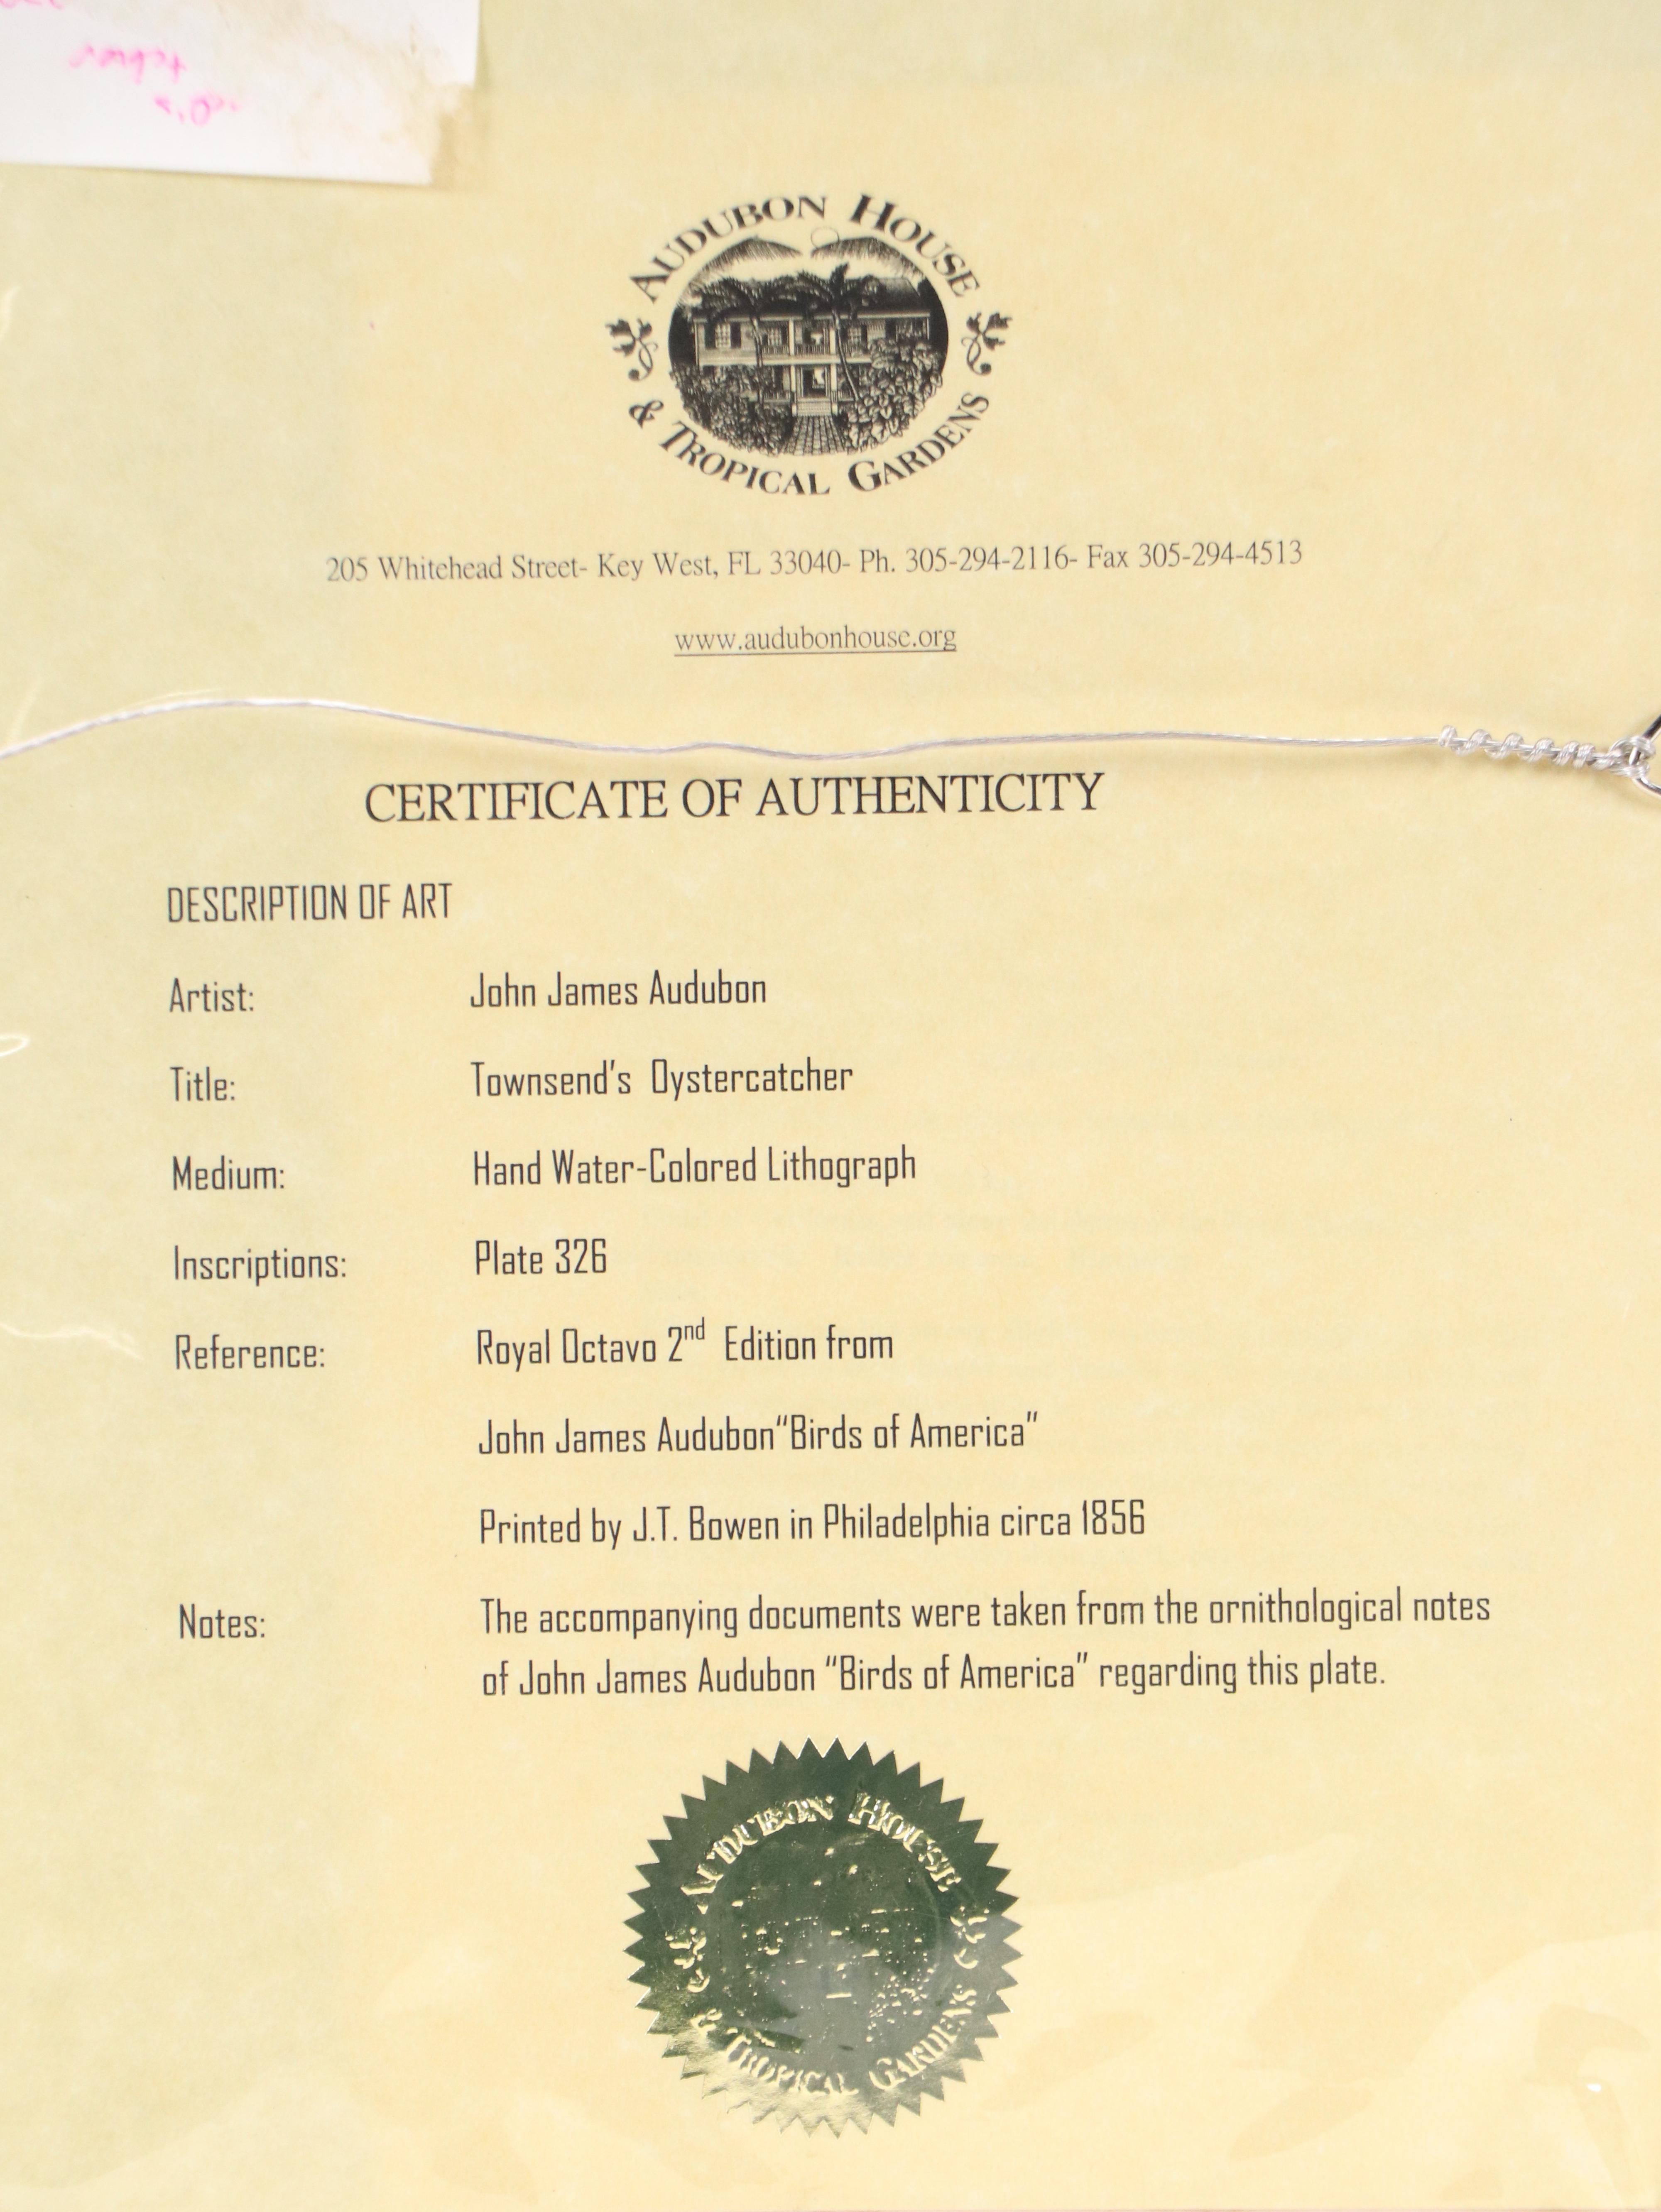 AUDUBON HOUSE
& TROPICAL GARDENS
205 Whitehead Street- Key West, FL 33040- Ph. 305-294-2116- Fax 305-294-4513
www.audubonhouse.org
CERTIFICATE OF AUTHENTICITY
DESCRIPTION OF ART
Artist: John James Audubon
Title: Townsend's Oystercatcher
Medium: Hand Water-Colored Lithograph
Inscriptions: Plate 326
Reference: Royal Octavo 2nd Edition from
John James Audubon"Birds of America"
Printed by J.T. Bowen in Philadelphia circa 1856
Notes: The accompanying documents were taken from the ornithological notes
of John James Audubon "Birds of America" regarding this plate.
AUDUBON HOUSE
& TROPICAL GARDENS